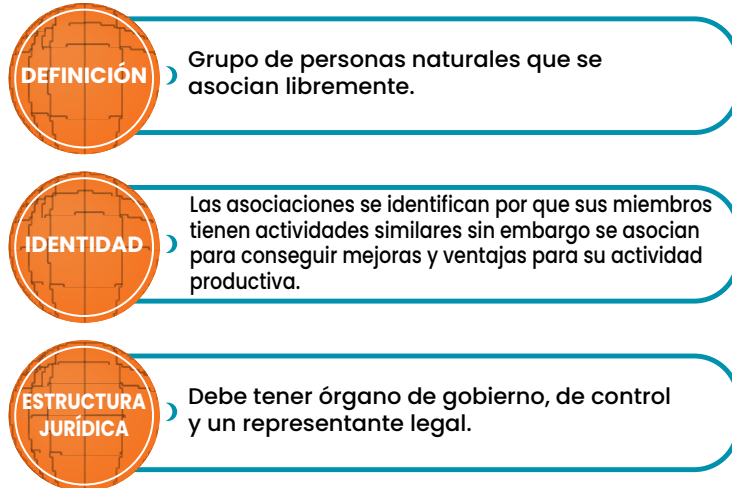 DEFINICIÓN
Grupo de personas naturales que se
asocian libremente.
IDENTIDAD
Las asociaciones se identifican por que sus miembros
tienen actividades similares sin embargo se asocian
para conseguir mejoras y ventajas para su actividad
productiva.
ESTRUCTURA
JURÍDICA
Debe tener órgano de gobierno, de control
y un representante legal.